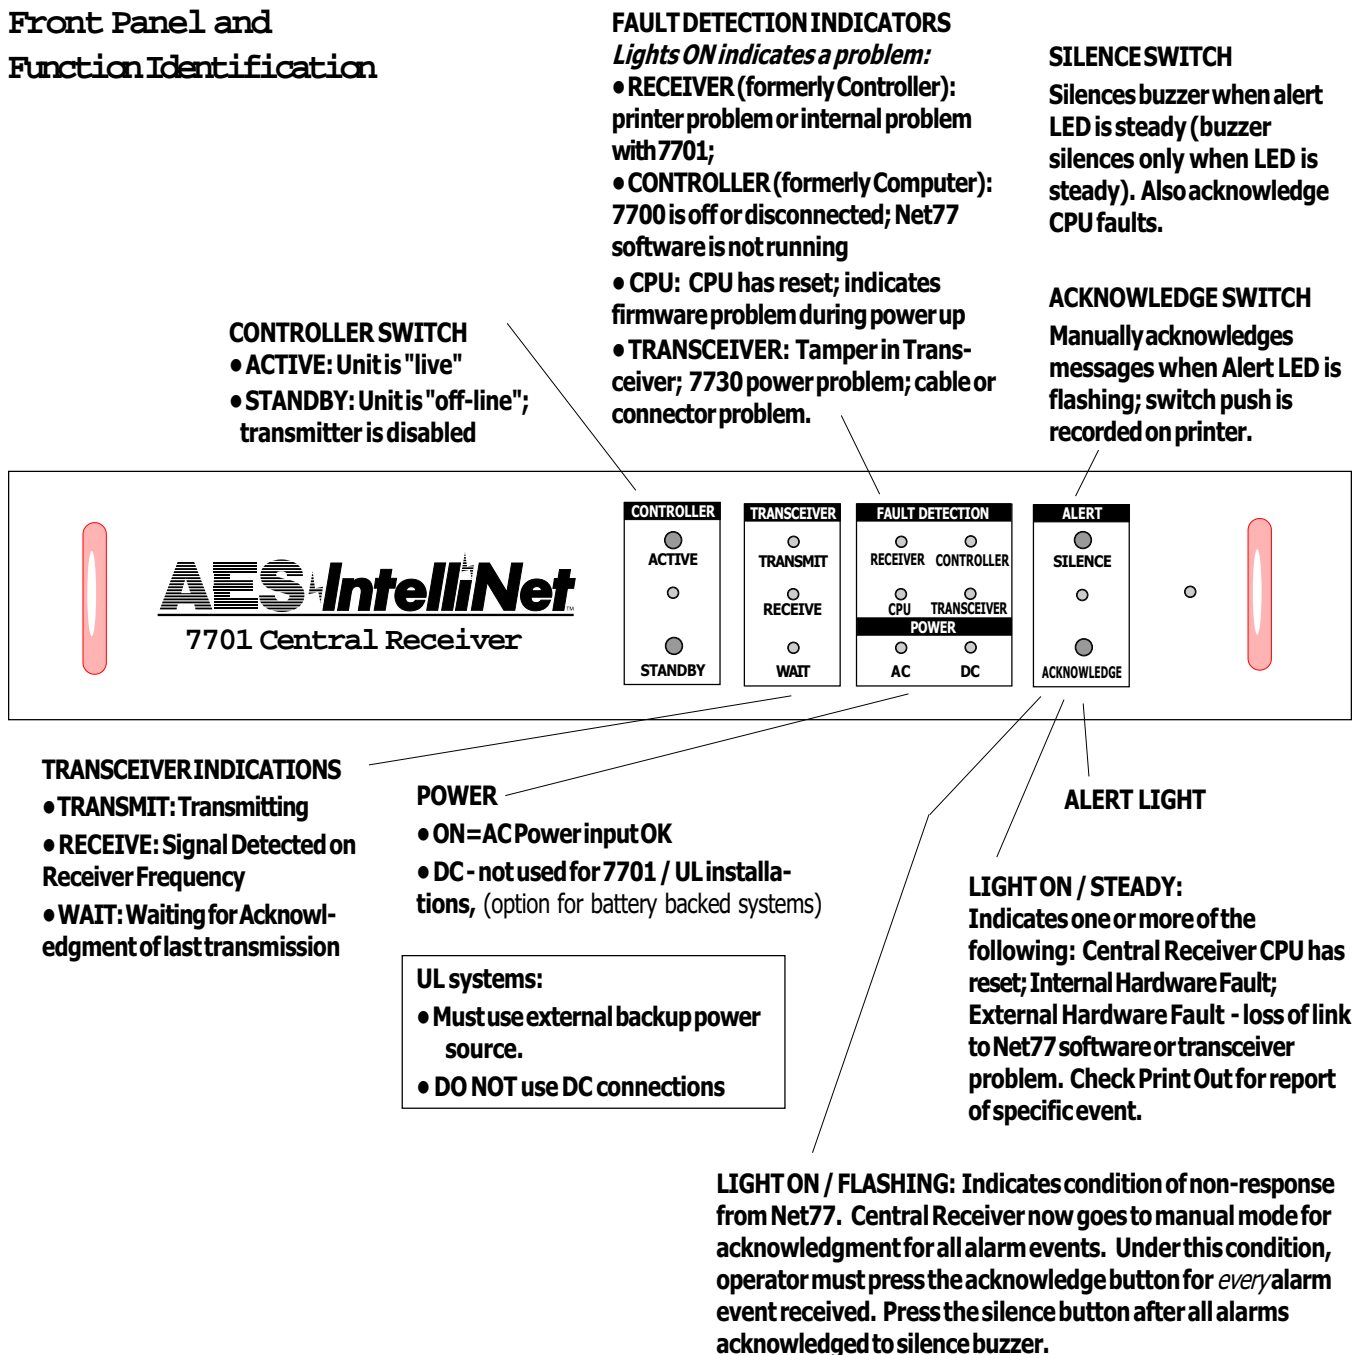 Front Panel and
Function Identification
FAULT DETECTION INDICATORS
Lights ON indicates a problem:
• RECEIVER (formerly Controller):
printer problem or internal problem
with 7701;
• CONTROLLER (formerly Computer):
7700 is off or disconnected; Net77
software is not running
• CPU: CPU has reset; indicates
firmware problem during power up
• TRANSCEIVER: Tamper in Trans-
ceiver; 7730 power problem; cable or
connector problem.
SILENCE SWITCH
Silences buzzer when alert
LED is steady (buzzer
silences only when LED is
steady). Also acknowledge
CPU faults.
ACKNOWLEDGE SWITCH
Manually acknowledges
messages when Alert LED is
flashing; switch push is
recorded on printer.
CONTROLLER SWITCH
• ACTIVE: Unit is "live"
• STANDBY: Unit is "off-line";
transmitter is disabled
AES IntelliNet™
7701 Central Receiver
CONTROLLER
ACTIVE
STANDBY
TRANSCEIVER
TRANSMIT
RECEIVE
WAIT
FAULT DETECTION
RECEIVER CONTROLLER
CPU TRANSCEIVER
POWER
AC DC
ALERT
SILENCE
ACKNOWLEDGE
TRANSCEIVER INDICATIONS
• TRANSMIT: Transmitting
• RECEIVE: Signal Detected on
Receiver Frequency
• WAIT: Waiting for Acknowl-
edgment of last transmission
POWER
• ON=AC Power input OK
• DC - not used for 7701 / UL installa-
tions, (option for battery backed systems)
UL systems:
• Must use external backup power
source.
• DO NOT use DC connections
ALERT LIGHT
LIGHT ON / STEADY:
Indicates one or more of the
following: Central Receiver CPU has
reset; Internal Hardware Fault;
External Hardware Fault - loss of link
to Net77 software or transceiver
problem. Check Print Out for report
of specific event.
LIGHT ON / FLASHING: Indicates condition of non-response
from Net77. Central Receiver now goes to manual mode for
acknowledgment for all alarm events. Under this condition,
operator must press the acknowledge button for every alarm
event received. Press the silence button after all alarms
acknowledged to silence buzzer.